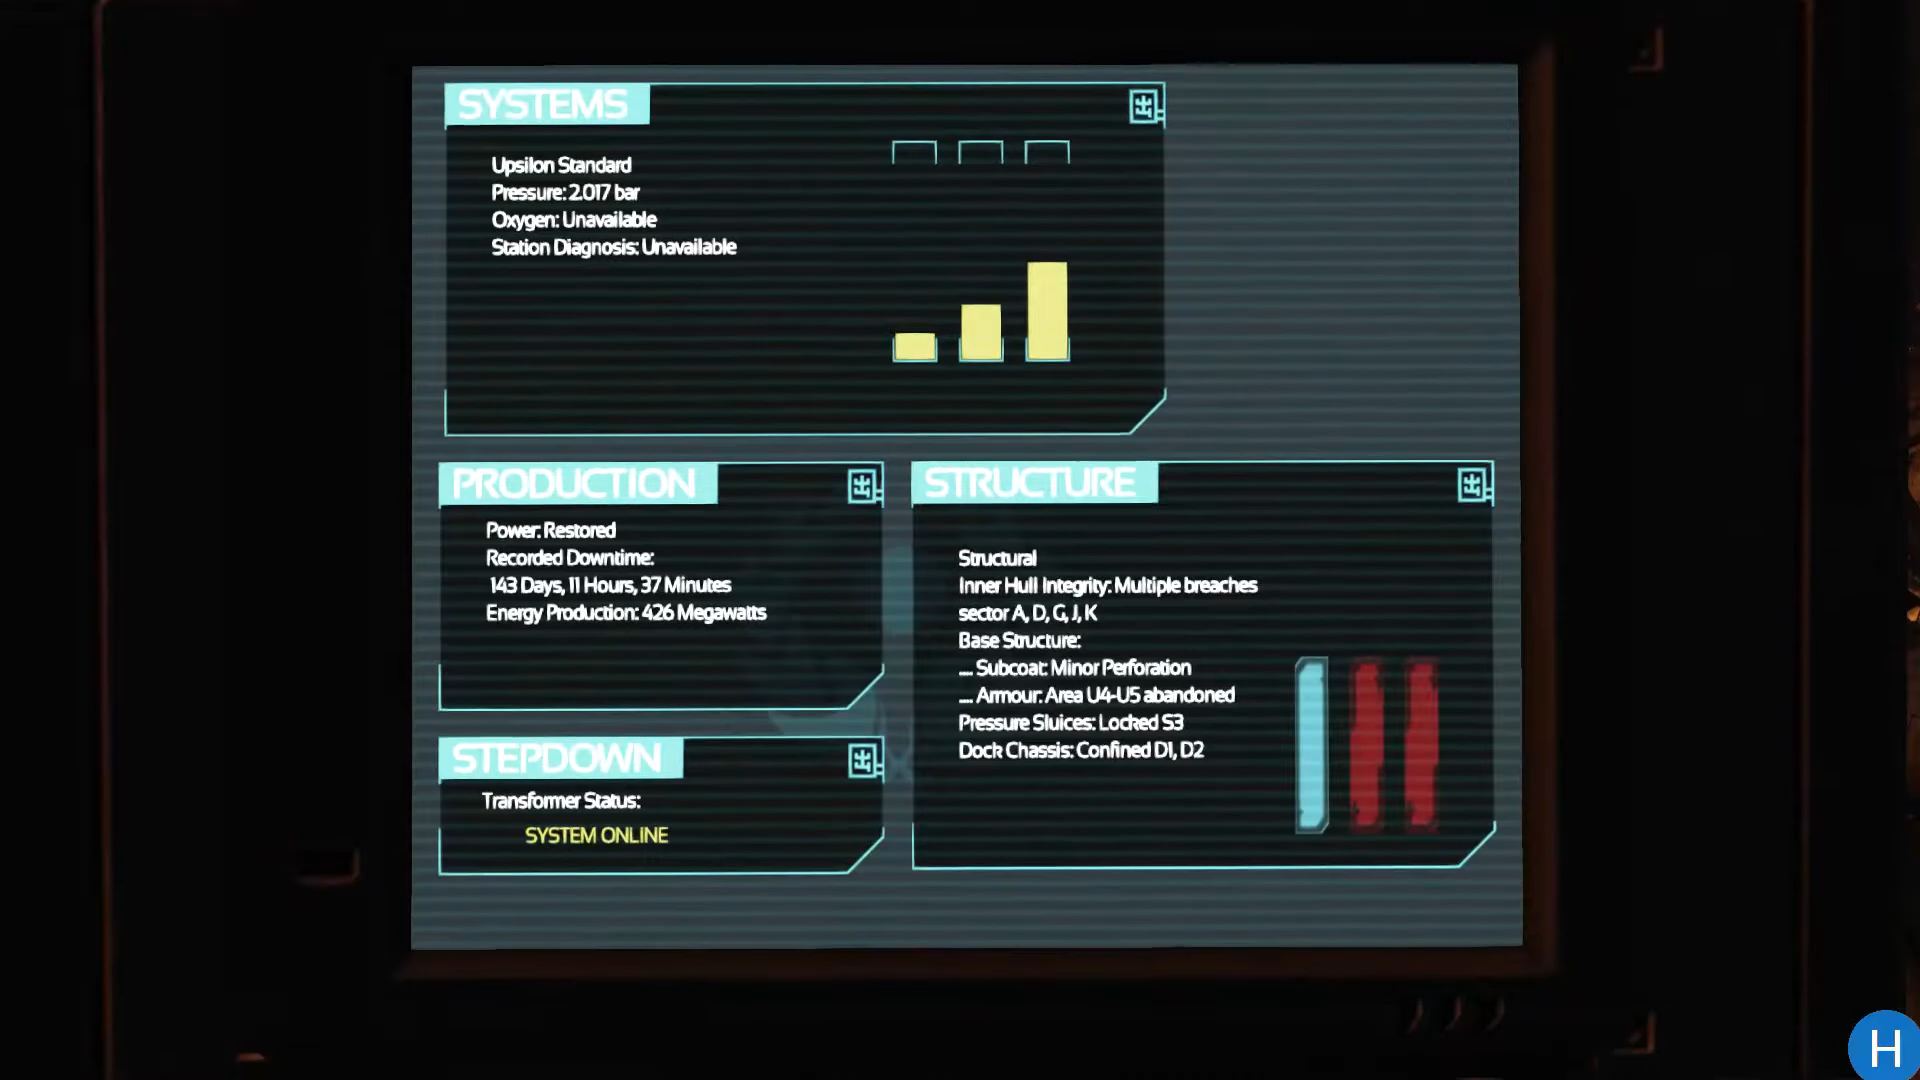 SYSTEMS
Upsilon Standard
Pressure: 2.017 bar
Oxygen: Unavailable
Station Diagnosis: Unavailable
PRODUCTION
Power: Restored
Recorded Downtime:
143 Days, 11 Hours, 37 Minutes
Energy Production: 426 Megawatts
STEPDOWN
Transformer Status:
SYSTEM ONLINE
STRUCTURE
Structural
Inner Hull Integrity: Multiple breaches
sector A, D, G, J, K
Base Structure:
.... Subcoat: Minor Perforation
.... Armour: Area U4-U5 abandoned
Pressure Sluices: Locked S3
Dock Chassis: Confined D1, D2
H